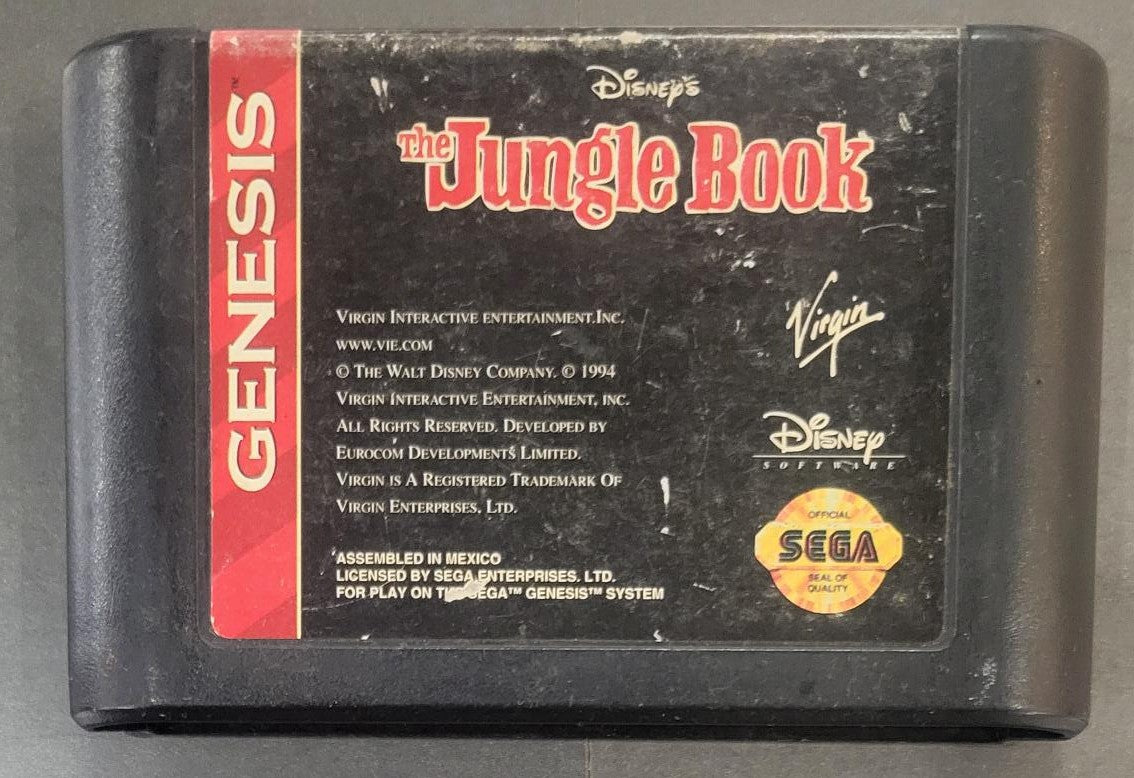 GENESIS™
DISNEY'S
The Jungle Book
VIRGIN INTERACTIVE ENTERTAINMENT,INC.
WWW.VIE.COM
© THE WALT DISNEY COMPANY. © 1994
VIRGIN INTERACTIVE ENTERTAINMENT, INC.
ALL RIGHTS RESERVED. DEVELOPED BY
EUROCOM DEVELOPMENTS LIMITED.
VIRGIN IS A REGISTERED TRADEMARK OF
VIRGIN ENTERPRISES, LTD.
ASSEMBLED IN MEXICO
LICENSED BY SEGA ENTERPRISES. LTD.
FOR PLAY ON THE SEGA™ GENESIS™ SYSTEM
Virgin
DISNEY
SOFTWARE
OFFICIAL
SEGA
SEAL OF
QUALITY